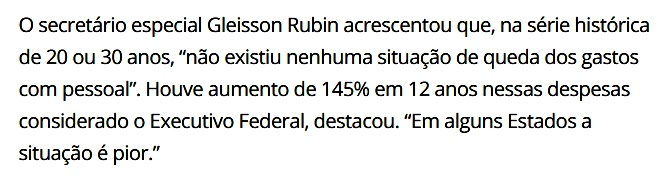 O secretário especial Gleisson Rubin acrescentou que, na série histórica
de 20 ou 30 anos, “não existiu nenhuma situação de queda dos gastos
com pessoal”. Houve aumento de 145% em 12 anos nessas despesas
considerado o Executivo Federal, destacou. “Em alguns Estados a
situação é pior.”